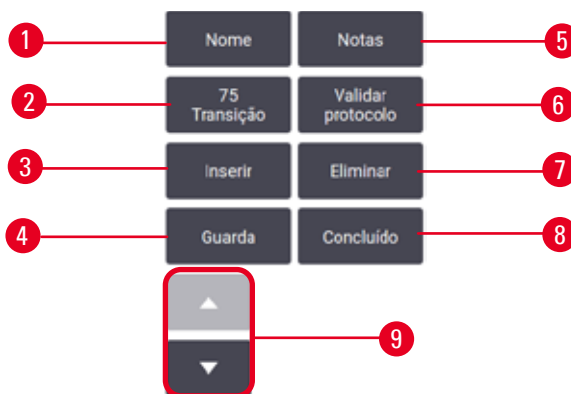 1
Nome
Notas
5
2
75
Transição
Validar
protocolo
6
3
Inserir
Eliminar
7
4
Guarda
Concluído
8
9